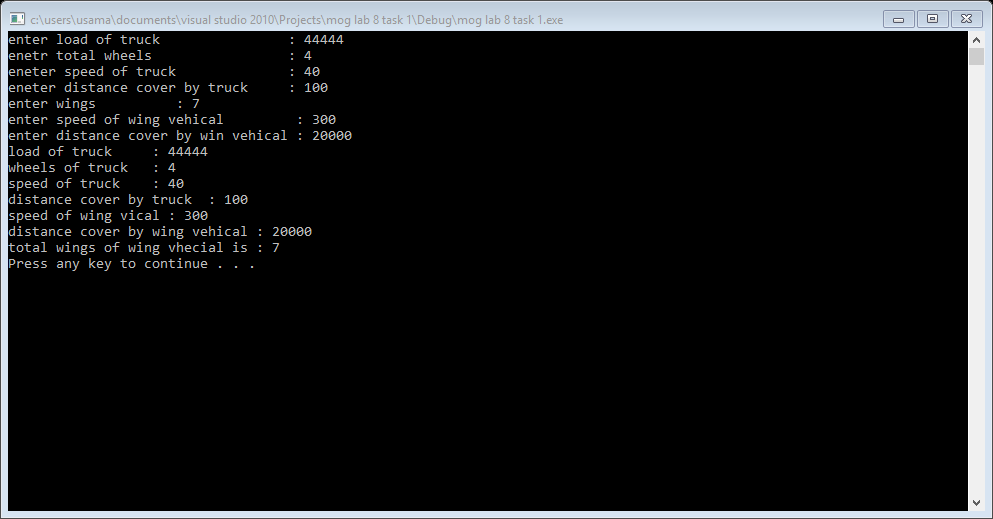 c:\users\usama\documents\visual studio 2010\Projects\mog lab 8 task 1\Debug\mog lab 8 task 1.exe
enter load of truck                : 44444
enetr total wheels                 : 4
eneter speed of truck              : 40
eneter distance cover by truck     : 100
enter wings          : 7
enter speed of wing vehical         : 300
enter distance cover by win vehical : 20000
load of truck     : 44444
wheels of truck   : 4
speed of truck    : 40
distance cover by truck  : 100
speed of wing vical : 300
distance cover by wing vehical : 20000
total wings of wing vhecial is : 7
Press any key to continue . . .